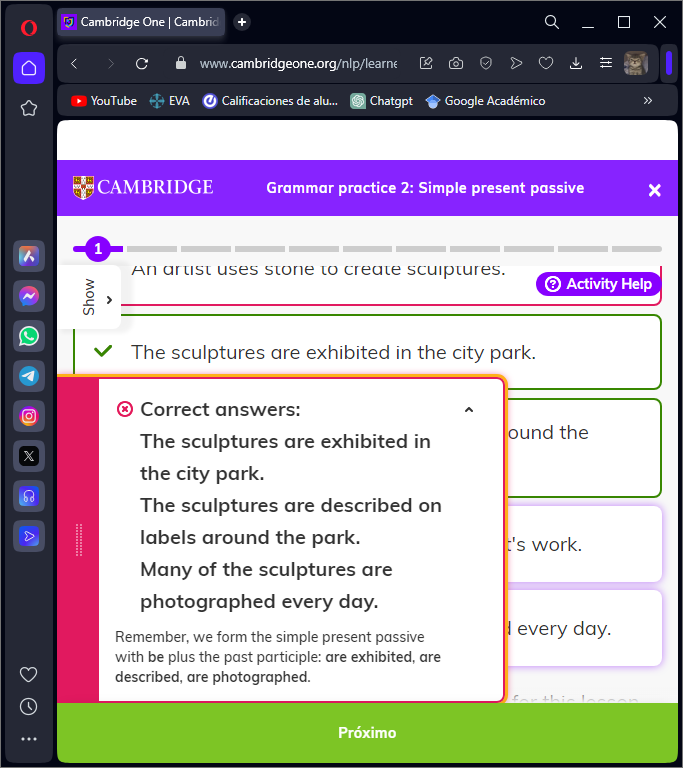 Cambridge One | Cambrid
www.cambridgeone.org/nlp/learne
YouTube
EVA
Calificaciones de alu...
Chatgpt
Google Académico
CAMBRIDGE
Grammar practice 2: Simple present passive
1
An artist uses stone to create sculptures.
Show
Activity Help
The sculptures are exhibited in the city park.
ound the
Correct answers:
The sculptures are exhibited in
the city park.
The sculptures are described on
labels around the park.
Many of the sculptures are
photographed every day.
t's work.
d every day.
Remember, we form the simple present passive
with be plus the past participle: are exhibited, are
described, are photographed.
for this lesson
Próximo